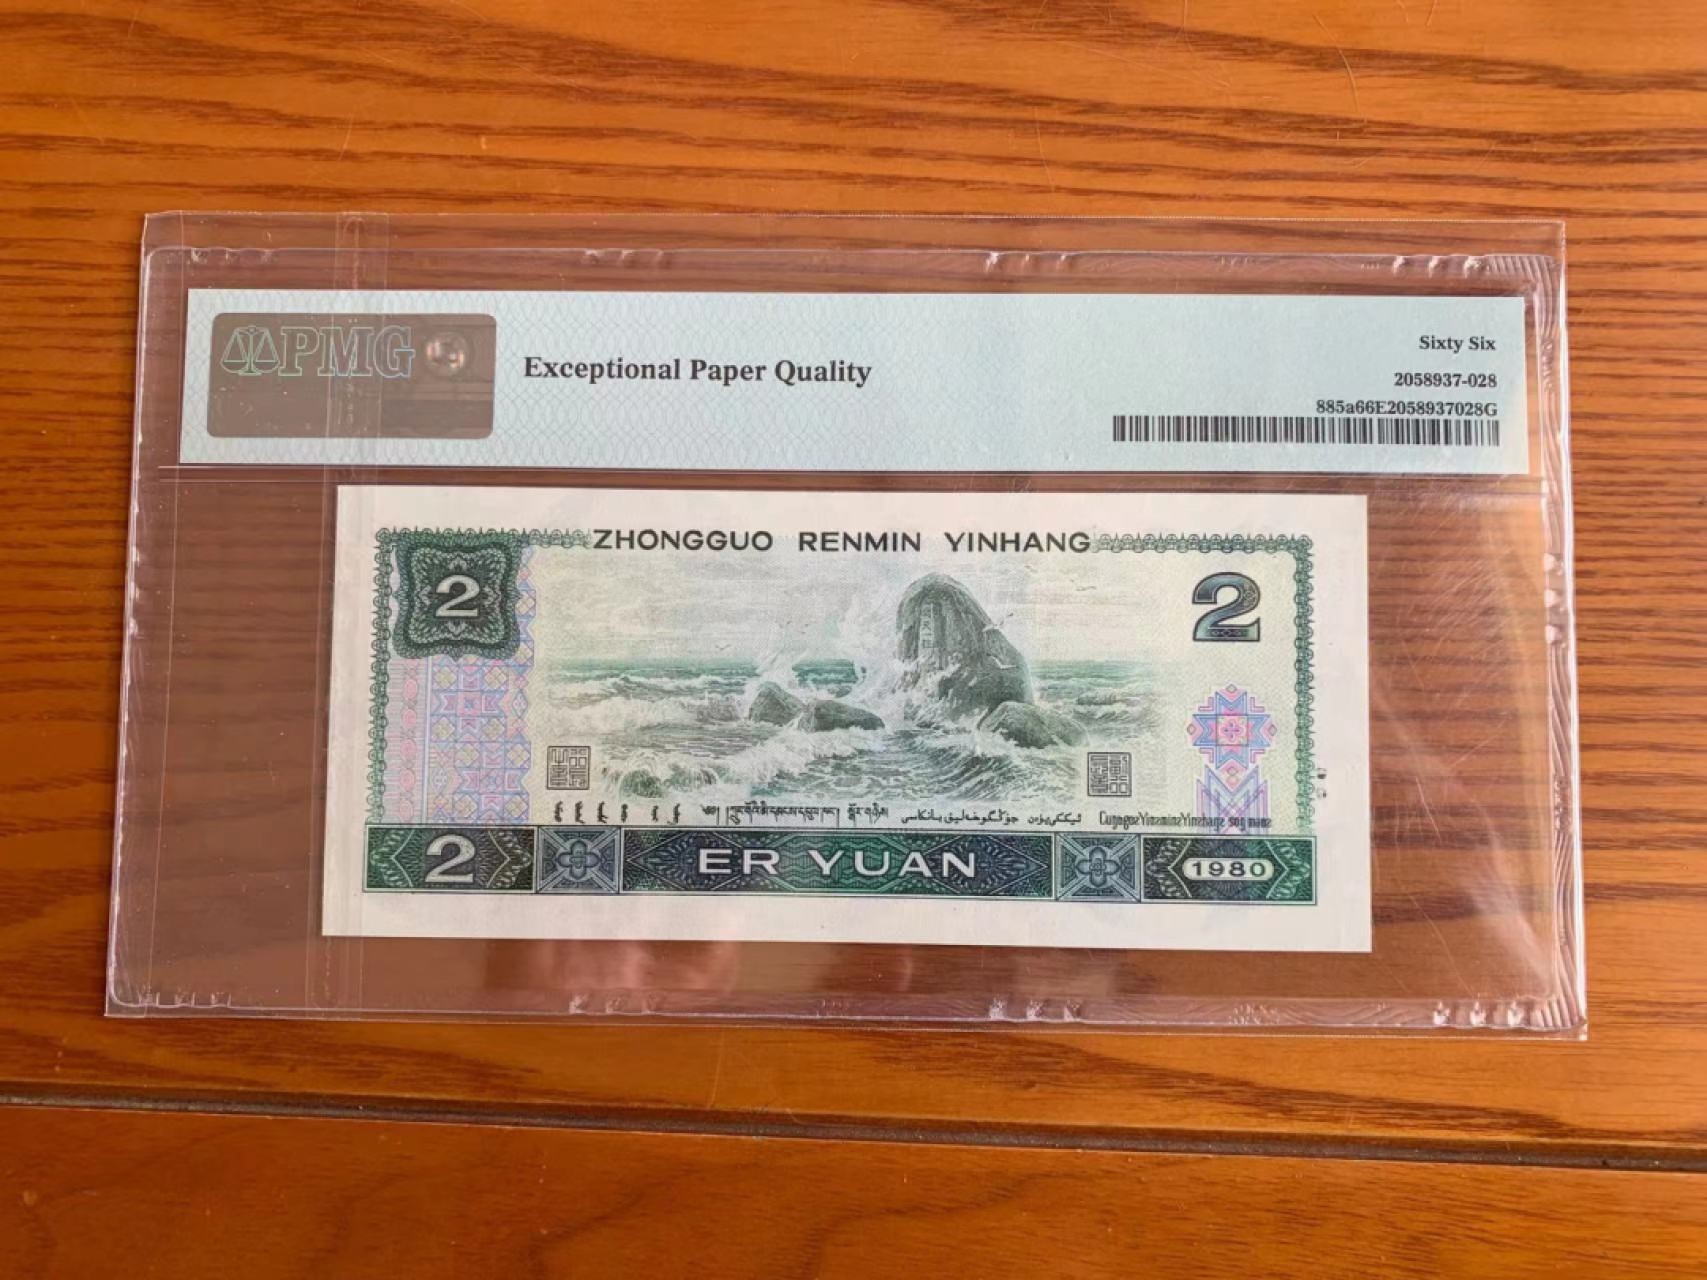 PMG
Exceptional Paper Quality
Sixty Six
2058937-028
885a66E2058937028G
ZHONGGUO RENMIN YINHANG
2
2
2
ER YUAN
1980